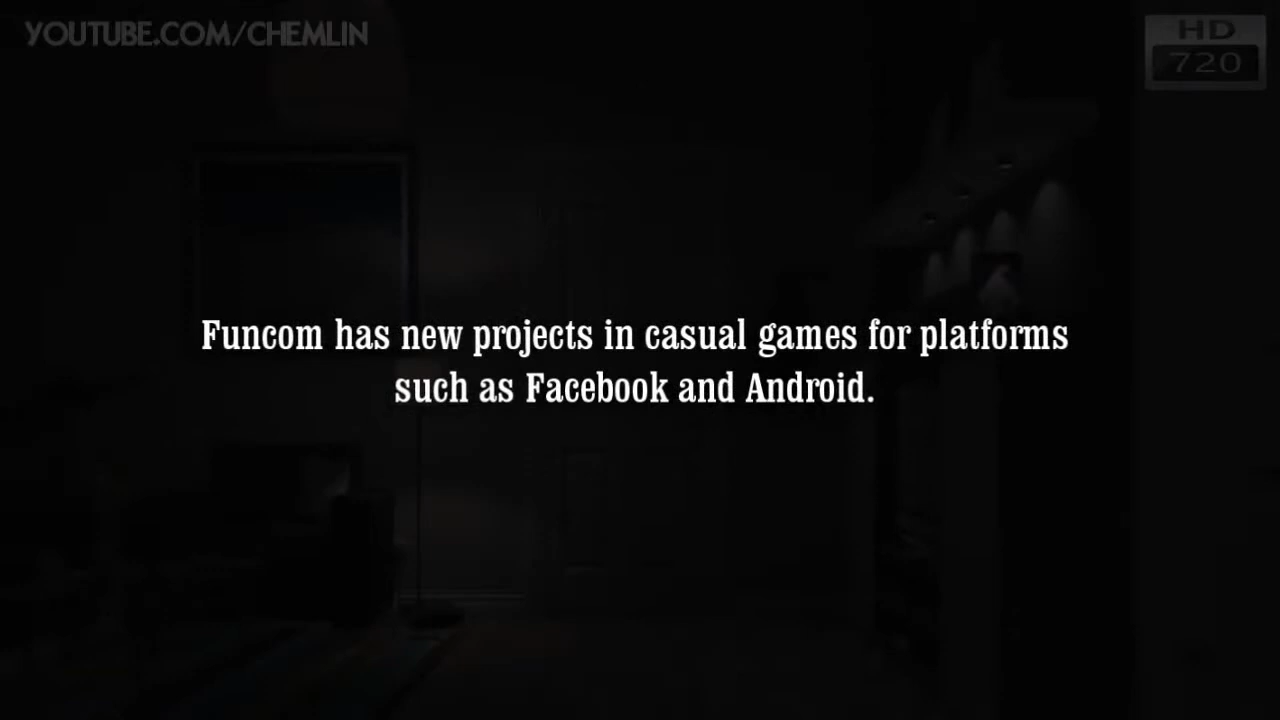 YOUTUBE.COM/CHEMLIN
HD
720
Funcom has new projects in casual games for platforms
such as Facebook and Android.